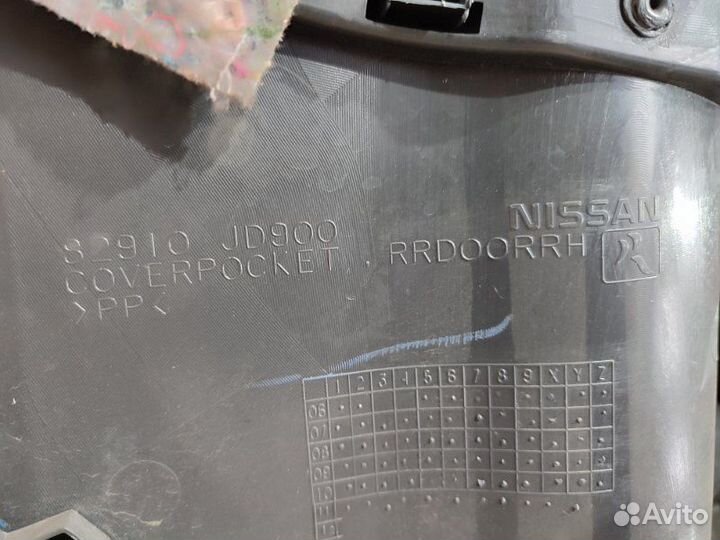 NISSAN
82910 JD900 RRDOORRH R
COVERPOCKET
>PP<
1 2 3 4 5 6 7 8 9 X Y Z
06
07
08
09
10
11
12
Avito